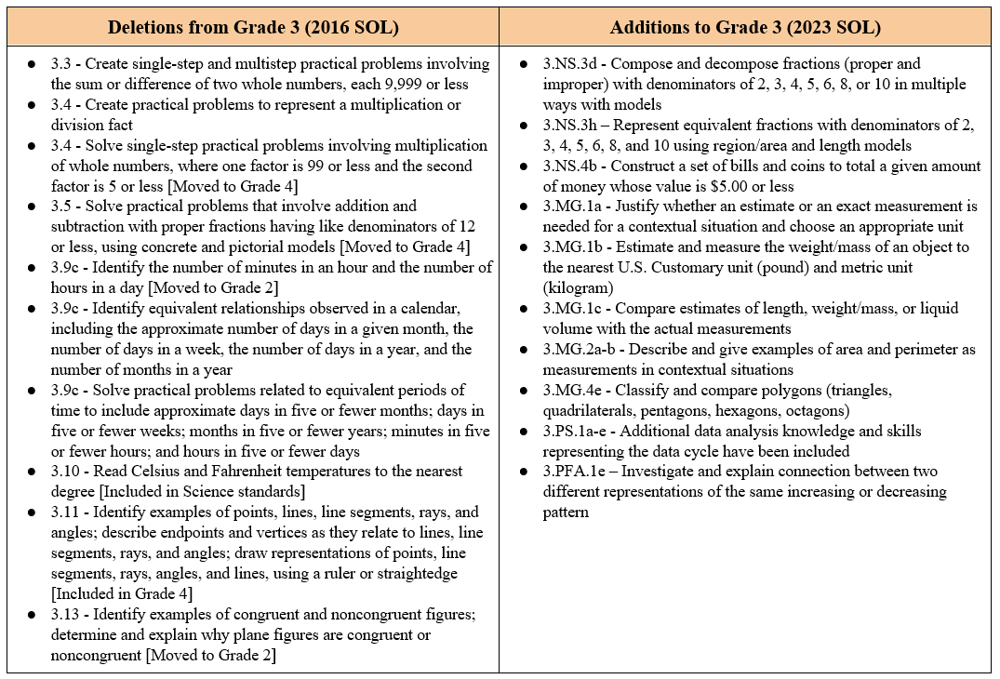 Deletions from Grade 3 (2016 SOL)
● 3.3 - Create single-step and multistep practical problems involving
the sum or difference of two whole numbers, each 9,999 or less
● 3.4 - Create practical problems to represent a multiplication or
division fact
● 3.4 - Solve single-step practical problems involving multiplication
of whole numbers, where one factor is 99 or less and the second
factor is 5 or less [Moved to Grade 4]
● 3.5 - Solve practical problems that involve addition and
subtraction with proper fractions having like denominators of 12
or less, using concrete and pictorial models [Moved to Grade 4]
● 3.9c - Identify the number of minutes in an hour and the number of
hours in a day [Moved to Grade 2]
● 3.9c - Identify equivalent relationships observed in a calendar,
including the approximate number of days in a given month, the
number of days in a week, the number of days in a year, and the
number of months in a year
● 3.9c - Solve practical problems related to equivalent periods of
time to include approximate days in five or fewer months; days in
five or fewer weeks; months in five or fewer years; minutes in five
or fewer hours; and hours in five or fewer days
● 3.10 - Read Celsius and Fahrenheit temperatures to the nearest
degree [Included in Science standards]
● 3.11 - Identify examples of points, lines, line segments, rays, and
angles; describe endpoints and vertices as they relate to lines, line
segments, rays, and angles; draw representations of points, line
segments, rays, angles, and lines, using a ruler or straightedge
[Included in Grade 4]
● 3.13 - Identify examples of congruent and noncongruent figures;
determine and explain why plane figures are congruent or
noncongruent [Moved to Grade 2]
Additions to Grade 3 (2023 SOL)
● 3.NS.3d - Compose and decompose fractions (proper and
improper) with denominators of 2, 3, 4, 5, 6, 8, or 10 in multiple
ways with models
● 3.NS.3h – Represent equivalent fractions with denominators of 2,
3, 4, 5, 6, 8, and 10 using region/area and length models
● 3.NS.4b - Construct a set of bills and coins to total a given amount
of money whose value is $5.00 or less
● 3.MG.1a - Justify whether an estimate or an exact measurement is
needed for a contextual situation and choose an appropriate unit
● 3.MG.1b - Estimate and measure the weight/mass of an object to
the nearest U.S. Customary unit (pound) and metric unit
(kilogram)
● 3.MG.1c - Compare estimates of length, weight/mass, or liquid
volume with the actual measurements
● 3.MG.2a-b - Describe and give examples of area and perimeter as
measurements in contextual situations
● 3.MG.4e - Classify and compare polygons (triangles,
quadrilaterals, pentagons, hexagons, octagons)
● 3.PS.1a-e - Additional data analysis knowledge and skills
representing the data cycle have been included
● 3.PFA.1e – Investigate and explain connection between two
different representations of the same increasing or decreasing
pattern